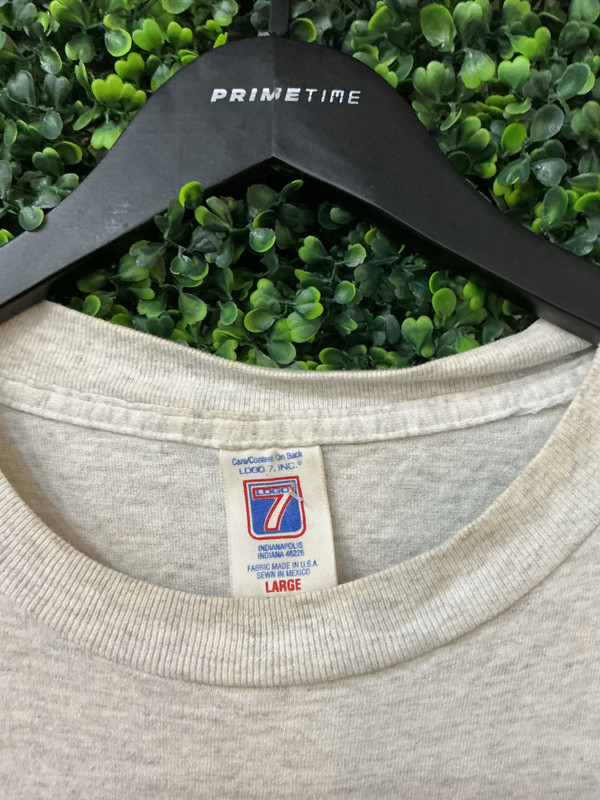 PRIMETIME
Care/Content On Back
LOGO 7, INC.®
LOGO
7
INDIANAPOLIS
INDIANA 46226
FABRIC MADE IN U.S.A.
SEWN IN MEXICO
LARGE